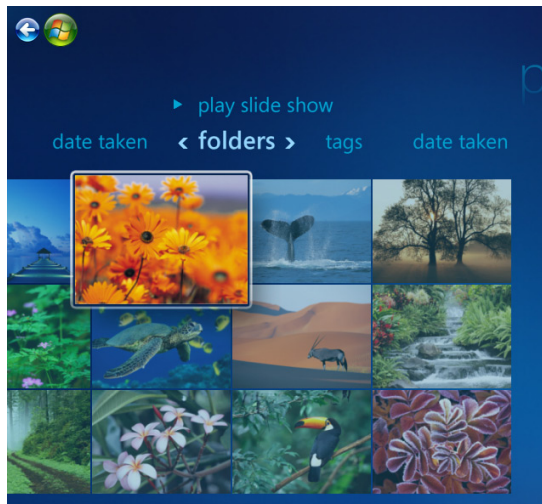 play slide show
date taken ‹ folders › tags date taken
p